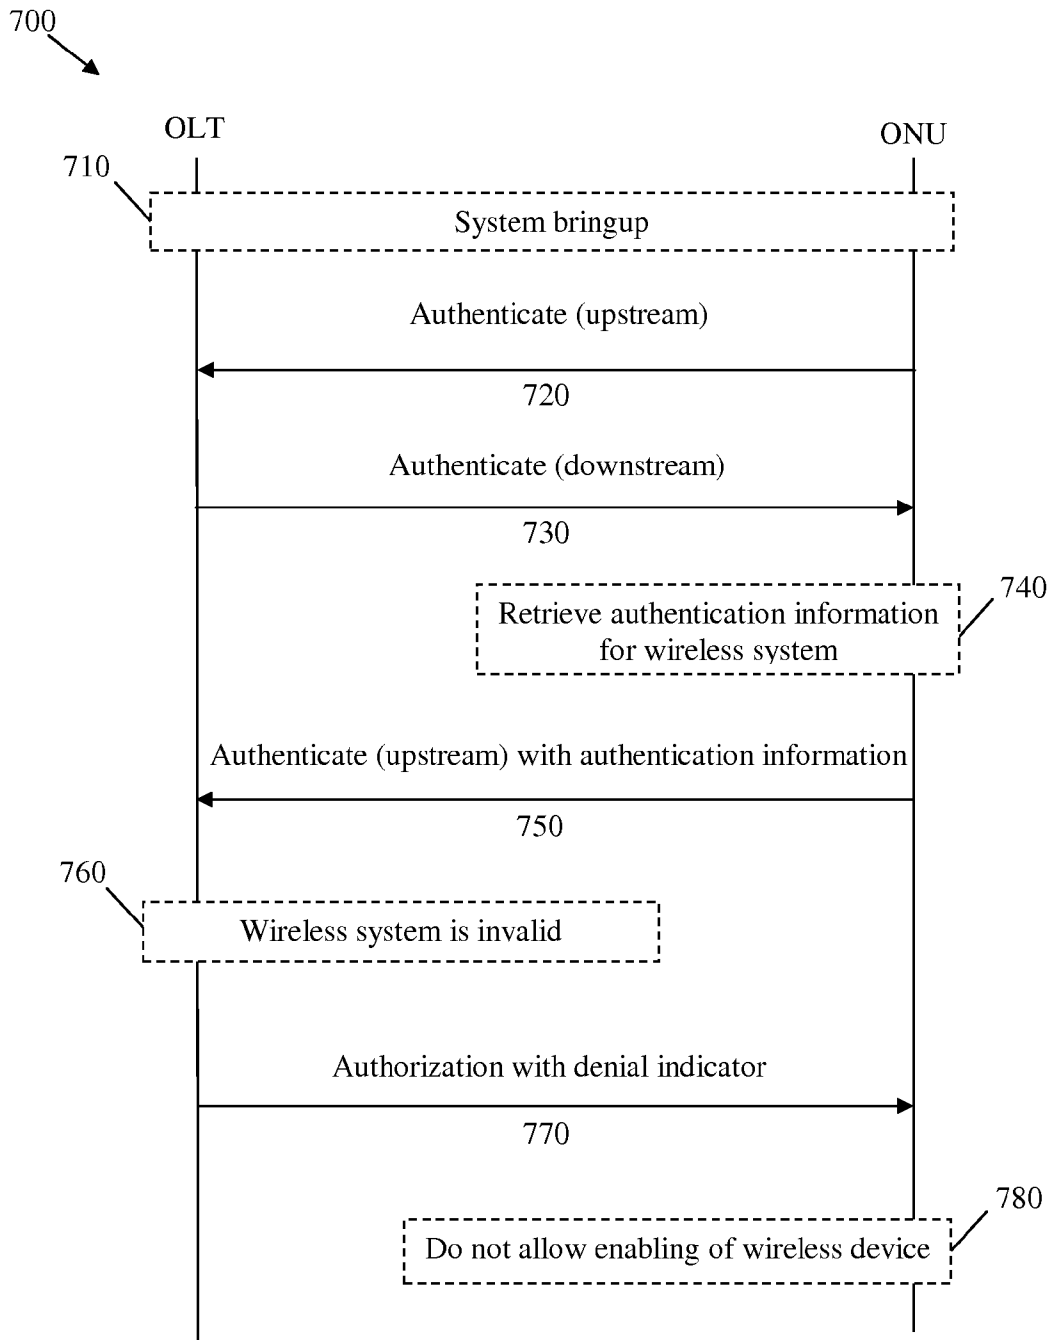 700
OLT
ONU
710
System bringup
Authenticate (upstream)
720
Authenticate (downstream)
730
740
Retrieve authentication information
for wireless system
Authenticate (upstream) with authentication information
750
760
Wireless system is invalid
Authorization with denial indicator
770
780
Do not allow enabling of wireless device